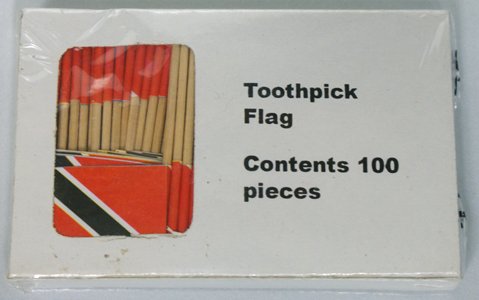 Toothpick
Flag
Contents 100
pieces